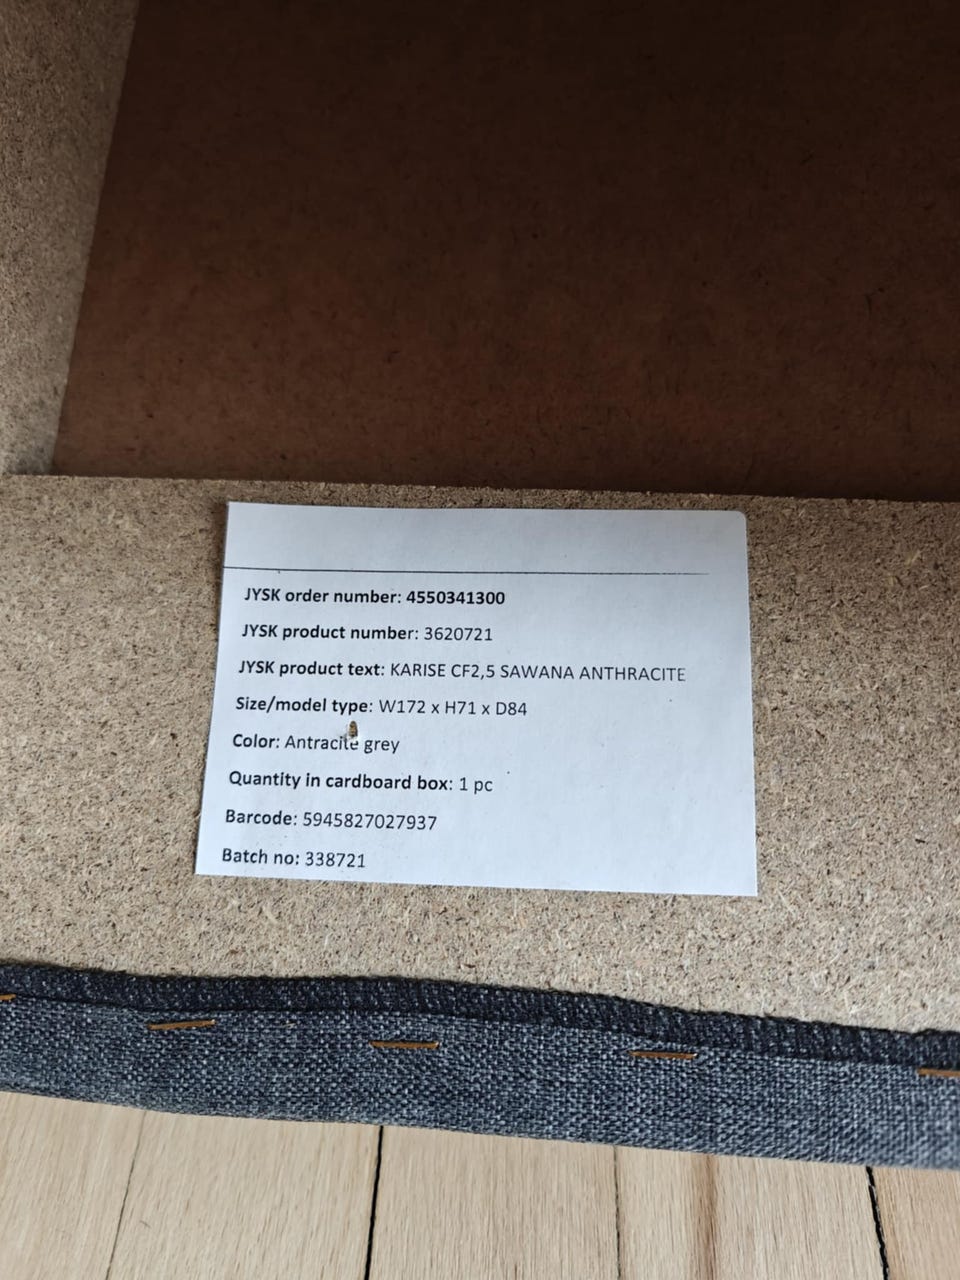 JYSK order number: 4550341300
JYSK product number: 3620721
JYSK product text: KARISE CF2,5 SAWANA ANTHRACITE
Size/model type: W172 x H71 x D84
Color: Antracite grey
Quantity in cardboard box: 1 pc
Barcode: 5945827027937
Batch no: 338721